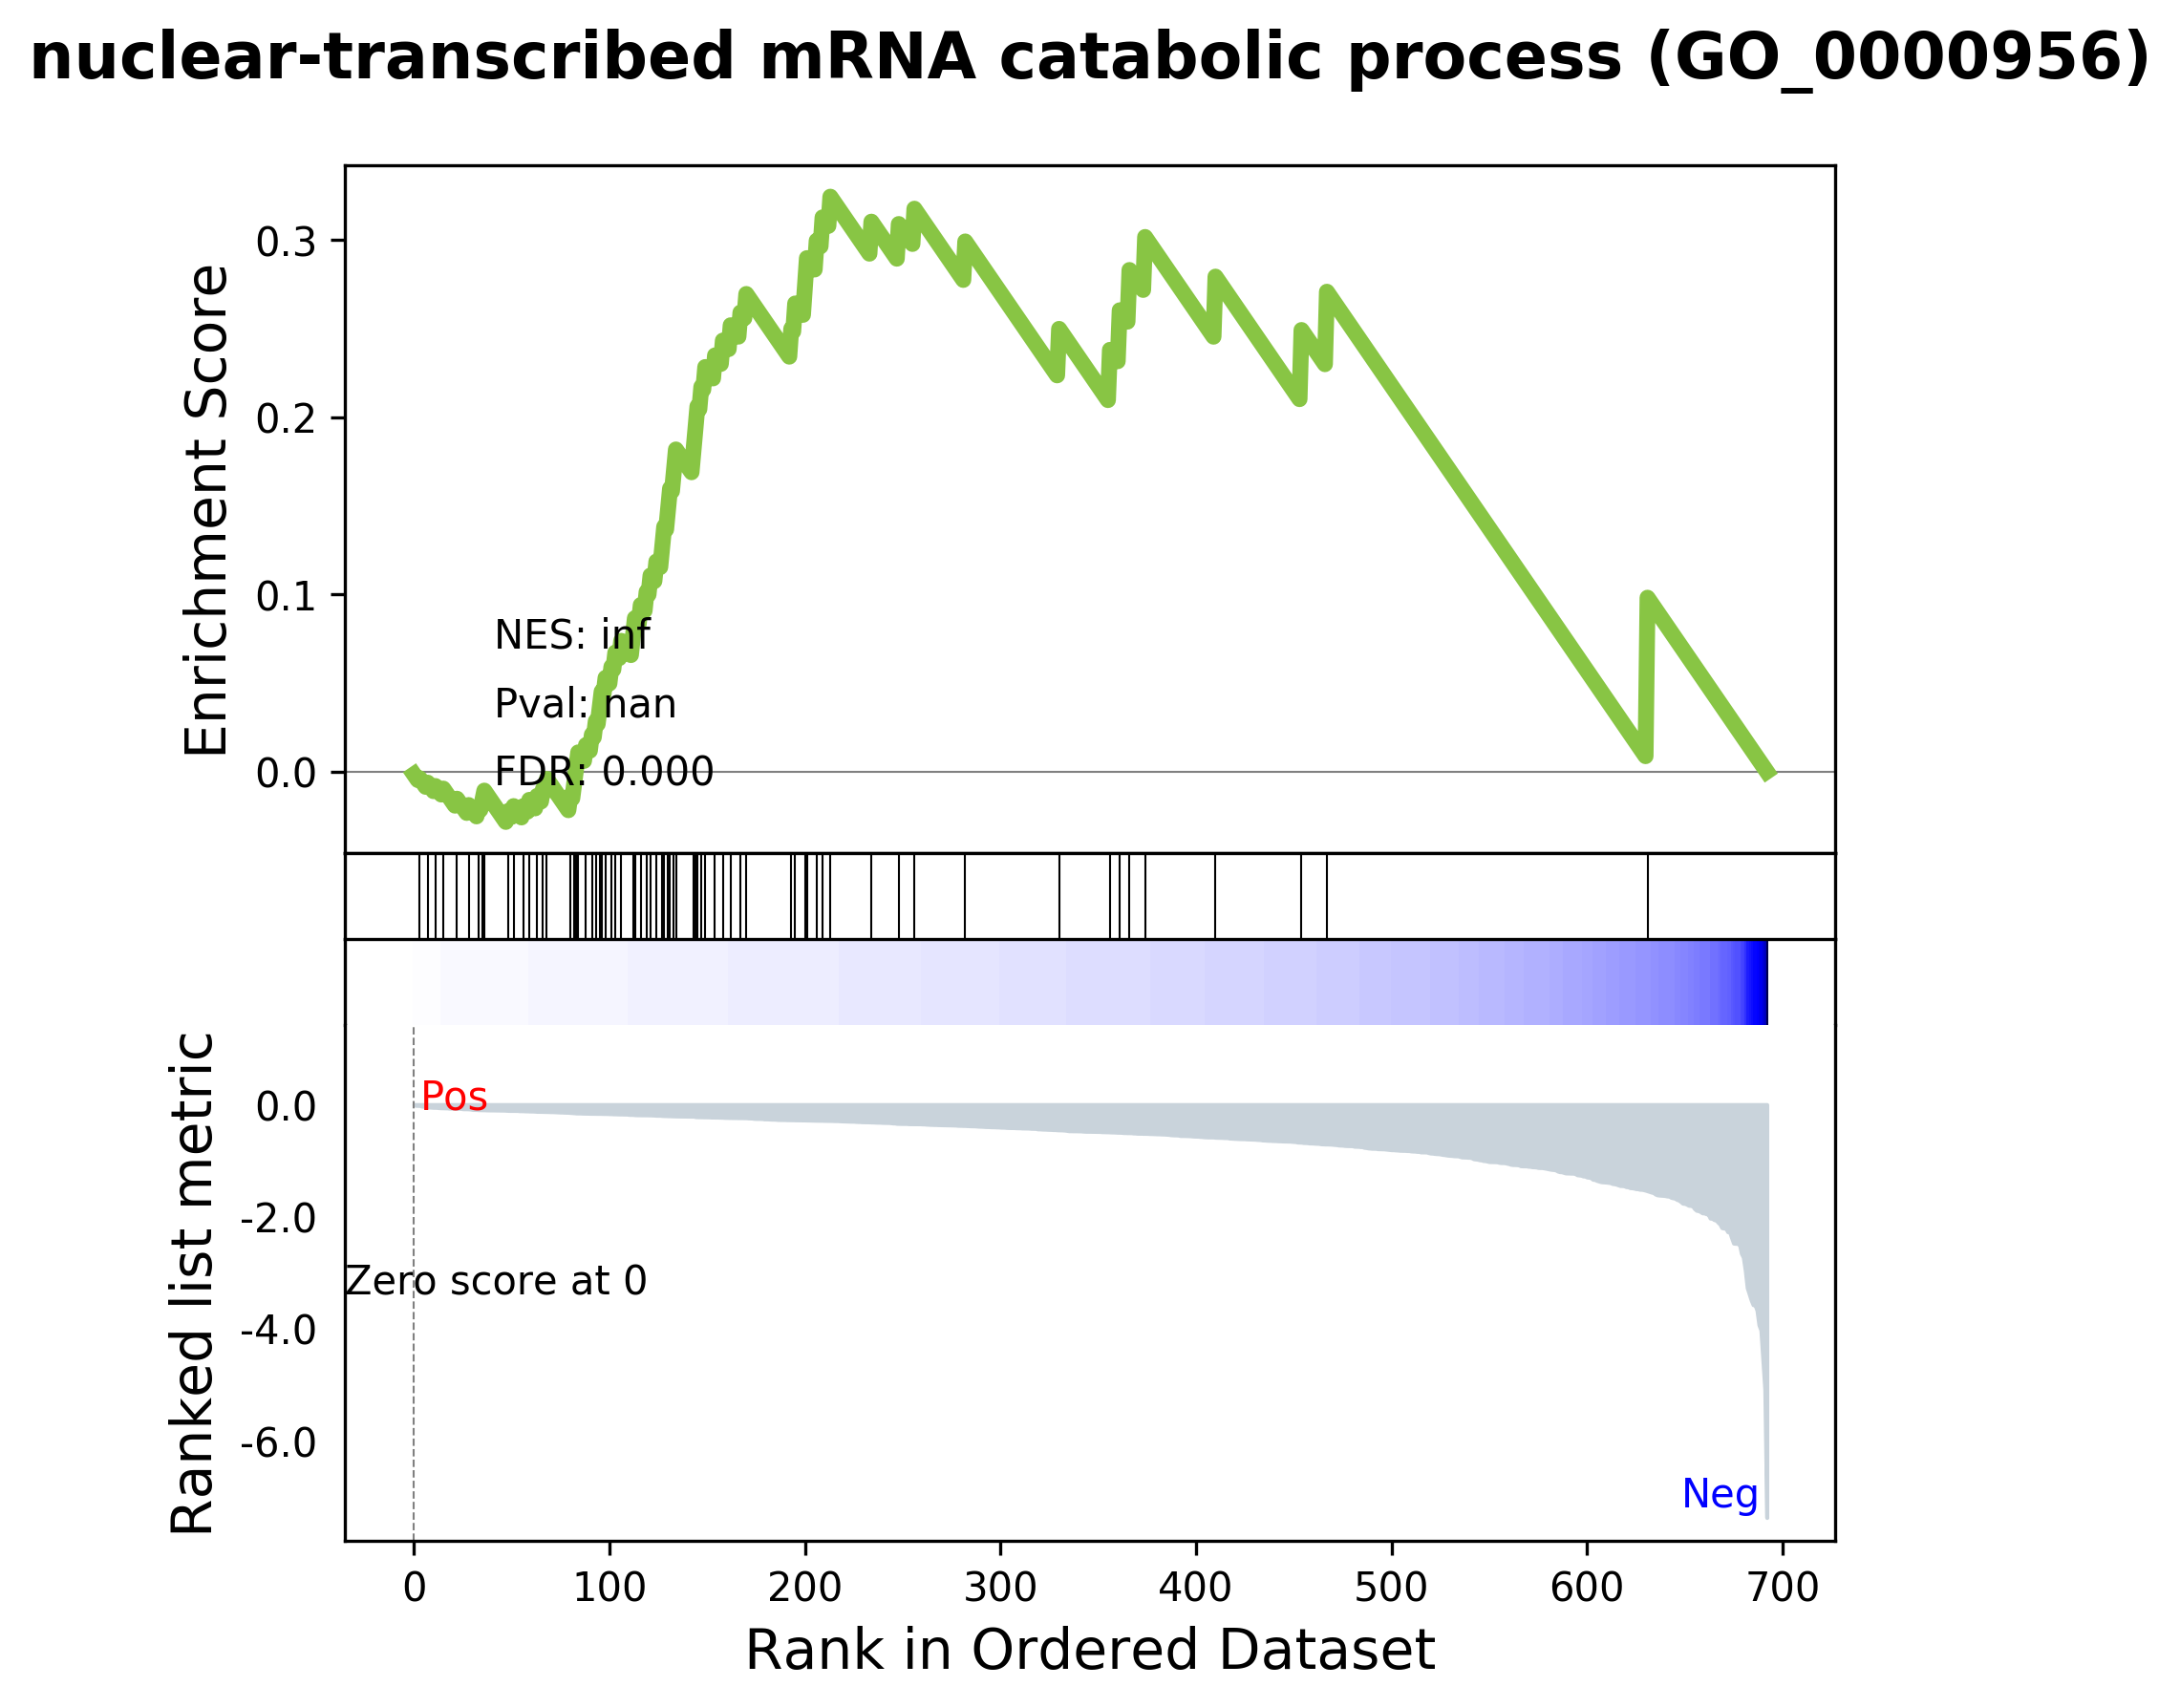 nuclear-transcribed mRNA catabolic process (GO_0000956)
Enrichment Score
0.3
0.2
0.1
0.0
NES: inf
Pval: nan
FDR: 0.000
Ranked list metric
0.0
-2.0
-4.0
-6.0
Pos
Zero score at 0
Neg
0 100 200 300 400 500 600 700
Rank in Ordered Dataset